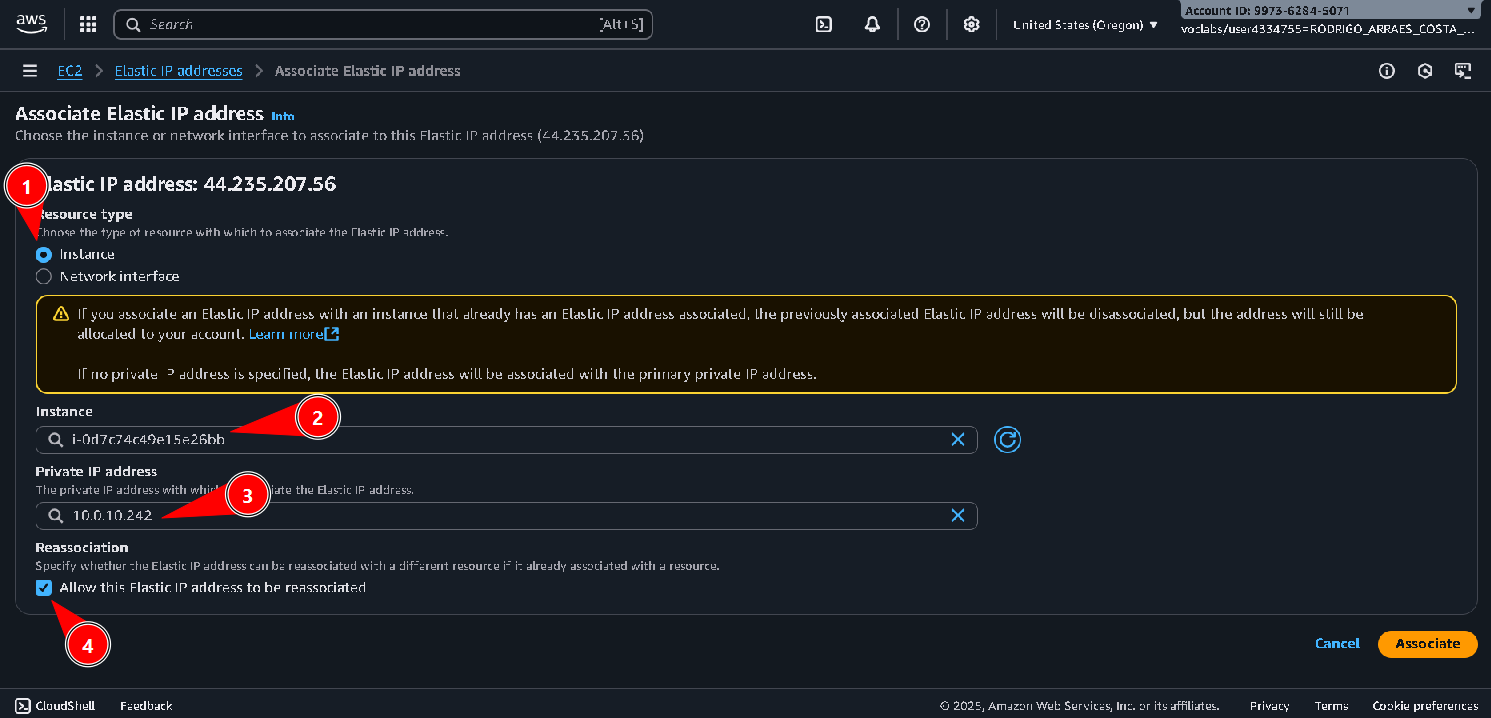 aws
Search
[Alt+S]
United States (Oregon)
Account ID: 9973-6284-5071
voclabs/user4334755=RODRIGO_ARRAES_COSTA_...
EC2
Elastic IP addresses
Associate Elastic IP address
Associate Elastic IP address Info
Choose the instance or network interface to associate to this Elastic IP address (44.235.207.56)
1
lastic IP address: 44.235.207.56
Resource type
Choose the type of resource with which to associate the Elastic IP address.
Instance
Network interface
If you associate an Elastic IP address with an instance that already has an Elastic IP address associated, the previously associated Elastic IP address will be disassociated, but the address will still be
allocated to your account. Learn more
If no private IP address is specified, the Elastic IP address will be associated with the primary private IP address.
Instance
2
i-0d7c74c49e15e26bb
Private IP address
The private IP address with which iate the Elastic IP address.
3
10.0.10.242
Reassociation
Specify whether the Elastic IP address can be reassociated with a different resource if it already associated with a resource.
Allow this Elastic IP address to be reassociated
4
Cancel
Associate
CloudShell
Feedback
© 2025, Amazon Web Services, Inc. or its affiliates.
Privacy
Terms
Cookie preferences